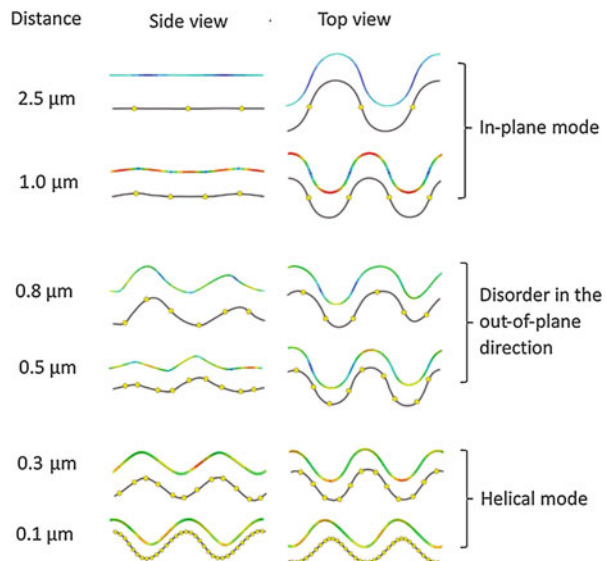 Distance Side view Top view
2.5 μm
In-plane mode
1.0 μm
0.8 μm
Disorder in the
out-of-plane
direction
0.5 μm
0.3 μm
Helical mode
0.1 μm